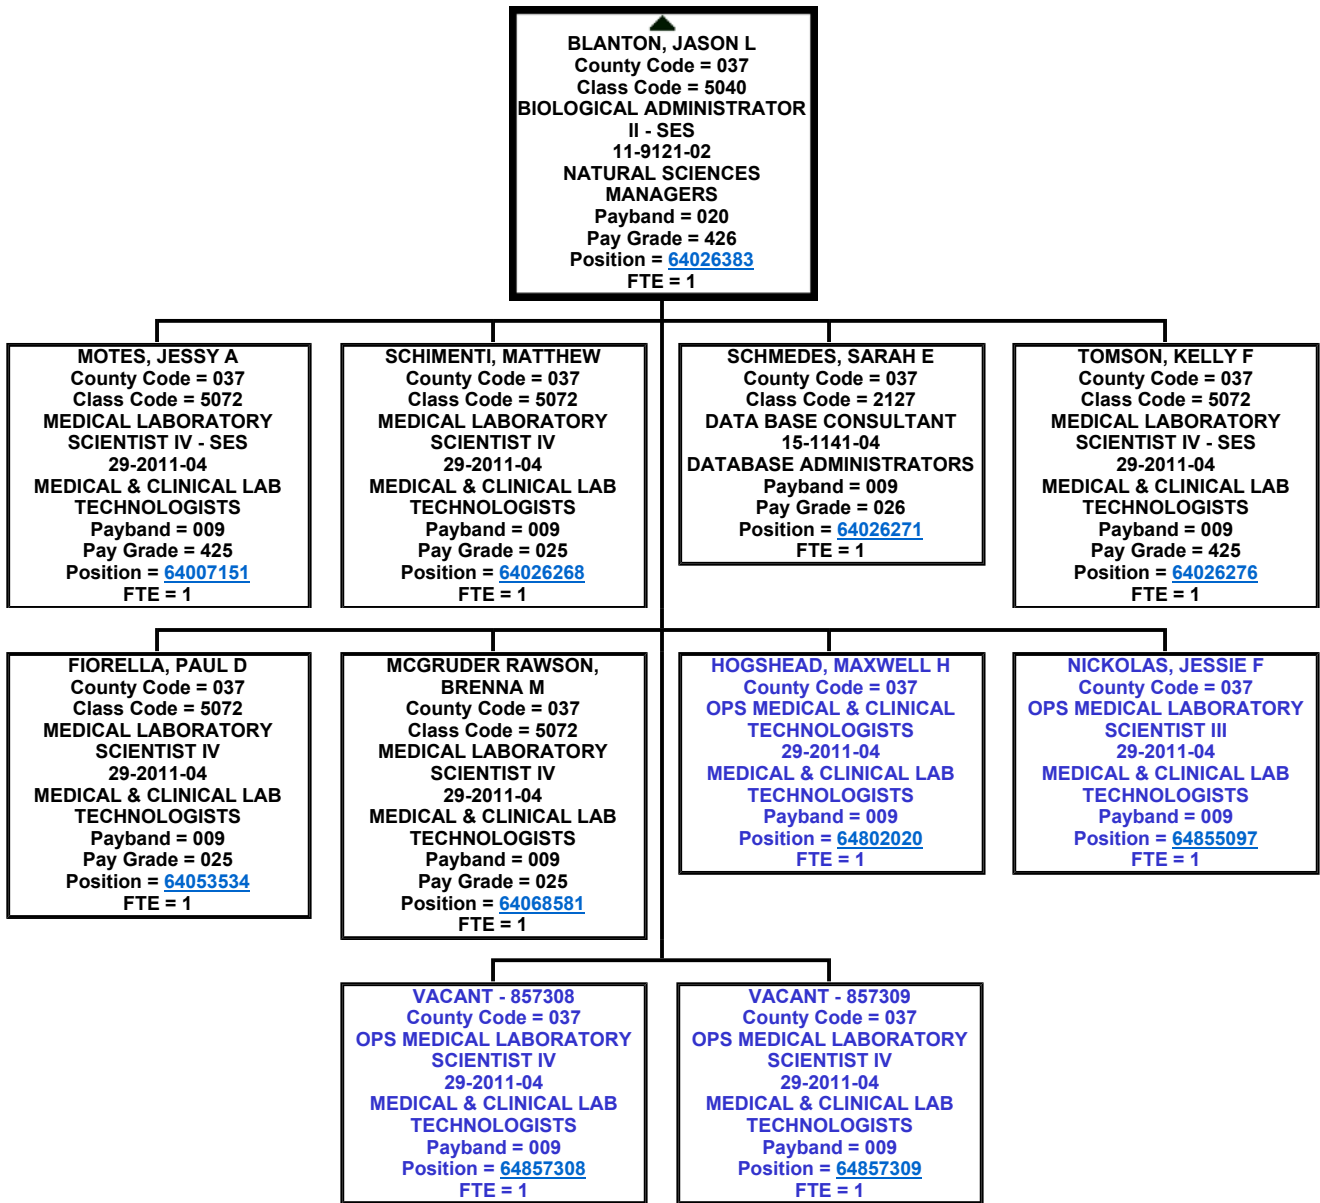 BLANTON, JASON L
County Code = 037
Class Code = 5040
BIOLOGICAL ADMINISTRATOR
II - SES
11-9121-02
NATURAL SCIENCES
MANAGERS
Payband = 020
Pay Grade = 426
Position = 64026383
FTE = 1
MOTES, JESSY A
County Code = 037
Class Code = 5072
MEDICAL LABORATORY
SCIENTIST IV - SES
29-2011-04
MEDICAL & CLINICAL LAB
TECHNOLOGISTS
Payband = 009
Pay Grade = 425
Position = 64007151
FTE = 1
SCHIMENTI, MATTHEW
County Code = 037
Class Code = 5072
MEDICAL LABORATORY
SCIENTIST IV
29-2011-04
MEDICAL & CLINICAL LAB
TECHNOLOGISTS
Payband = 009
Pay Grade = 025
Position = 64026268
FTE = 1
SCHMEDES, SARAH E
County Code = 037
Class Code = 2127
DATA BASE CONSULTANT
15-1141-04
DATABASE ADMINISTRATORS
Payband = 009
Pay Grade = 026
Position = 64026271
FTE = 1
TOMSON, KELLY F
County Code = 037
Class Code = 5072
MEDICAL LABORATORY
SCIENTIST IV - SES
29-2011-04
MEDICAL & CLINICAL LAB
TECHNOLOGISTS
Payband = 009
Pay Grade = 425
Position = 64026276
FTE = 1
FIORELLA, PAUL D
County Code = 037
Class Code = 5072
MEDICAL LABORATORY
SCIENTIST IV
29-2011-04
MEDICAL & CLINICAL LAB
TECHNOLOGISTS
Payband = 009
Pay Grade = 025
Position = 64053534
FTE = 1
MCGRUDER RAWSON,
BRENNA M
County Code = 037
Class Code = 5072
MEDICAL LABORATORY
SCIENTIST IV
29-2011-04
MEDICAL & CLINICAL LAB
TECHNOLOGISTS
Payband = 009
Pay Grade = 025
Position = 64068581
FTE = 1
HOGSHEAD, MAXWELL H
County Code = 037
OPS MEDICAL & CLINICAL
TECHNOLOGISTS
29-2011-04
MEDICAL & CLINICAL LAB
TECHNOLOGISTS
Payband = 009
Position = 64802020
FTE = 1
NICKOLAS, JESSIE F
County Code = 037
OPS MEDICAL LABORATORY
SCIENTIST III
29-2011-04
MEDICAL & CLINICAL LAB
TECHNOLOGISTS
Payband = 009
Position = 64855097
FTE = 1
VACANT - 857308
County Code = 037
OPS MEDICAL LABORATORY
SCIENTIST IV
29-2011-04
MEDICAL & CLINICAL LAB
TECHNOLOGISTS
Payband = 009
Position = 64857308
FTE = 1
VACANT - 857309
County Code = 037
OPS MEDICAL LABORATORY
SCIENTIST IV
29-2011-04
MEDICAL & CLINICAL LAB
TECHNOLOGISTS
Payband = 009
Position = 64857309
FTE = 1